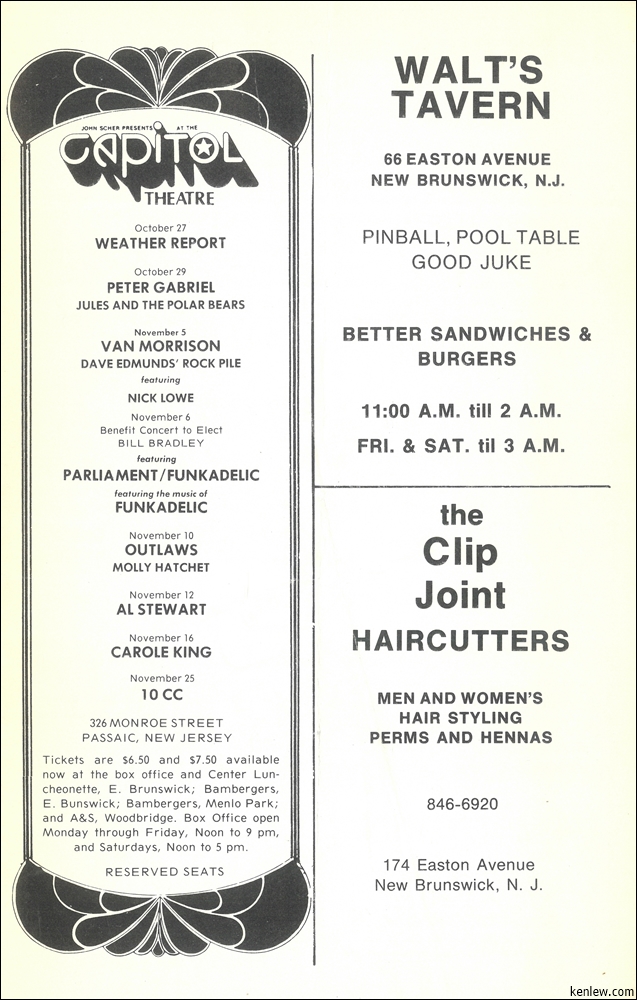 JOHN SCHER PRESENTS AT THE
CAPITOL
THEATRE
October 27
WEATHER REPORT
October 29
PETER GABRIEL
JULES AND THE POLAR BEARS
November 5
VAN MORRISON
DAVE EDMUNDS' ROCK PILE
featuring
NICK LOWE
November 6
Benefit Concert to Elect
BILL BRADLEY
featuring
PARLIAMENT/FUNKADELIC
featuring the music of
FUNKADELIC
November 10
OUTLAWS
MOLLY HATCHET
November 12
AL STEWART
November 16
CAROLE KING
November 25
10 CC
326 MONROE STREET
PASSAIC, NEW JERSEY
Tickets are $6.50 and $7.50 available
now at the box office and Center Lun-
cheonette, E. Brunswick; Bambergers,
E. Bunswick; Bambergers, Menlo Park;
and A&S, Woodbridge. Box Office open
Monday through Friday, Noon to 9 pm,
and Saturdays, Noon to 5 pm.
RESERVED SEATS
WALT'S
TAVERN
66 EASTON AVENUE
NEW BRUNSWICK, N.J.
PINBALL, POOL TABLE
GOOD JUKE
BETTER SANDWICHES &
BURGERS
11:00 A.M. till 2 A.M.
FRI. & SAT. til 3 A.M.
the
Clip
Joint
HAIRCUTTERS
MEN AND WOMEN'S
HAIR STYLING
PERMS AND HENNAS
846-6920
174 Easton Avenue
New Brunswick, N. J.
kenlew.com